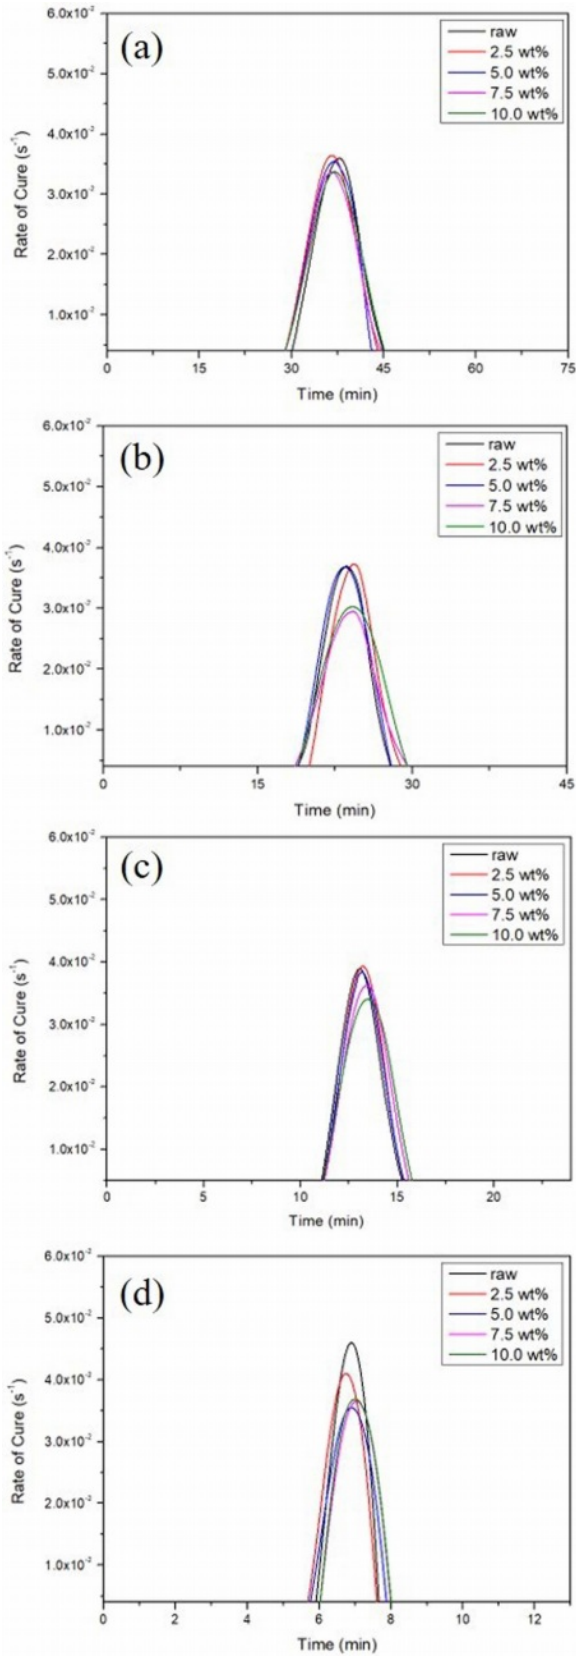 (a)
raw
2.5 wt%
5.0 wt%
7.5 wt%
10.0 wt%
6.0x10⁻²
5.0x10⁻²
4.0x10⁻²
3.0x10⁻²
2.0x10⁻²
1.0x10⁻²
Rate of Cure (s⁻¹)
0 15 30 45 60 75
Time (min)
(b)
raw
2.5 wt%
5.0 wt%
7.5 wt%
10.0 wt%
6.0x10⁻²
5.0x10⁻²
4.0x10⁻²
3.0x10⁻²
2.0x10⁻²
1.0x10⁻²
Rate of Cure (s⁻¹)
0 15 30 45
Time (min)
(c)
raw
2.5 wt%
5.0 wt%
7.5 wt%
10.0 wt%
6.0x10⁻²
5.0x10⁻²
4.0x10⁻²
3.0x10⁻²
2.0x10⁻²
1.0x10⁻²
Rate of Cure (s⁻¹)
0 5 10 15 20
Time (min)
(d)
raw
2.5 wt%
5.0 wt%
7.5 wt%
10.0 wt%
6.0x10⁻²
5.0x10⁻²
4.0x10⁻²
3.0x10⁻²
2.0x10⁻²
1.0x10⁻²
Rate of Cure (s⁻¹)
0 2 4 6 8 10 12
Time (min)